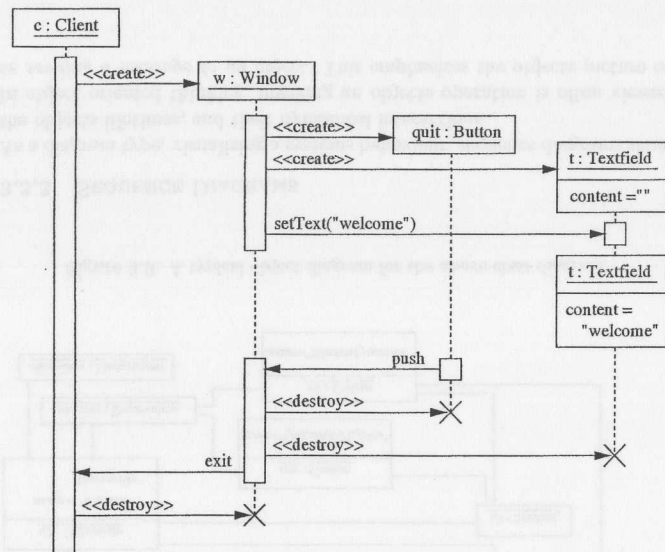 c : Client
<<create>>
w : Window
<<create>>
quit : Button
<<create>>
t : Textfield
content =""
setText("welcome")
t : Textfield
content =
"welcome"
push
<<destroy>>
<<destroy>>
exit
<<destroy>>